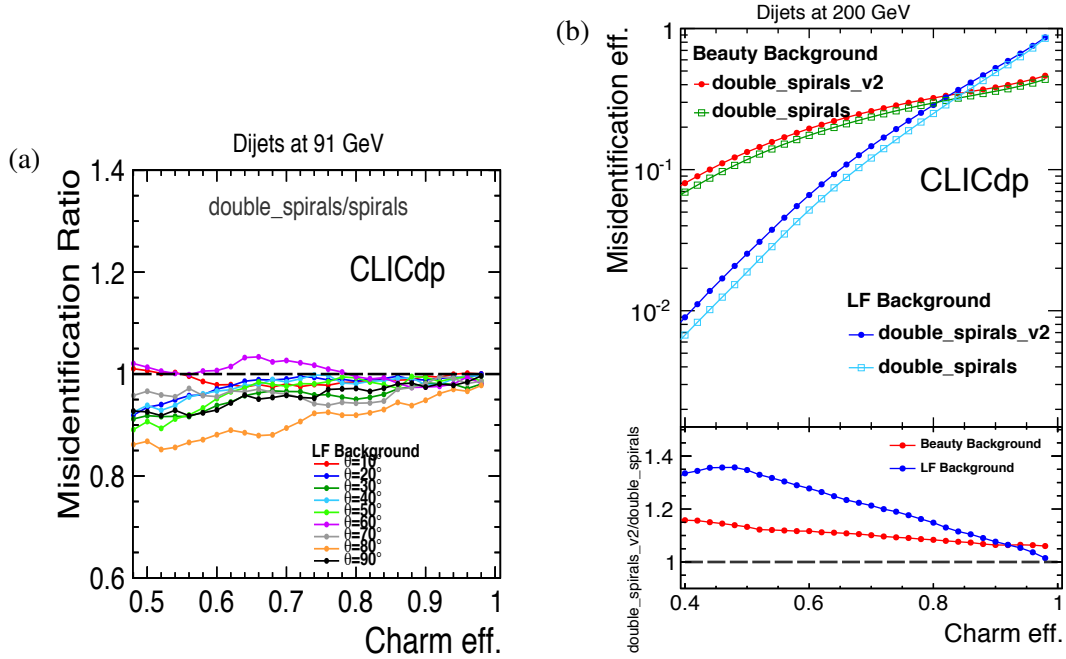 (a)
Dijets at 91 GeV
Misidentification Ratio
1.4
1.2
1
0.8
0.6
double_spirals/spirals
CLICdp
LF Background
θ=10°
θ=20°
θ=30°
θ=40°
θ=50°
θ=60°
θ=70°
θ=80°
θ=90°
0.5 0.6 0.7 0.8 0.9 1
Charm eff.
(b)
Dijets at 200 GeV
Misidentification eff.
1
10⁻¹
10⁻²
Beauty Background
double_spirals_v2
double_spirals
CLICdp
LF Background
double_spirals_v2
double_spirals
double_spirals_v2/double_spirals
1.4
1.2
1
Beauty Background
LF Background
0.4 0.6 0.8 1
Charm eff.